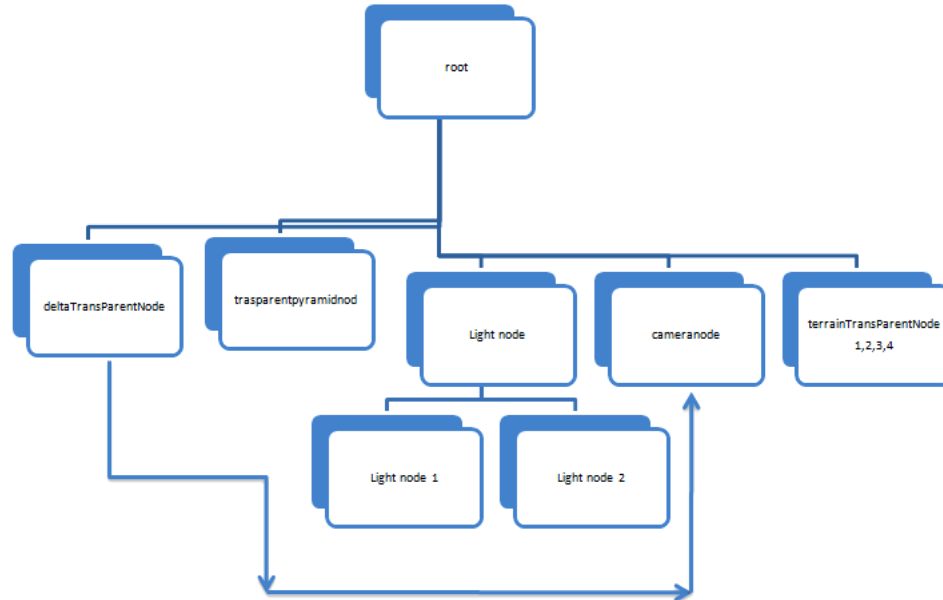 root
deltaTransParentNode
trasparentpyramidnod
Light node
cameranode
terrainTransParentNode
1,2,3,4
Light node 1
Light node 2